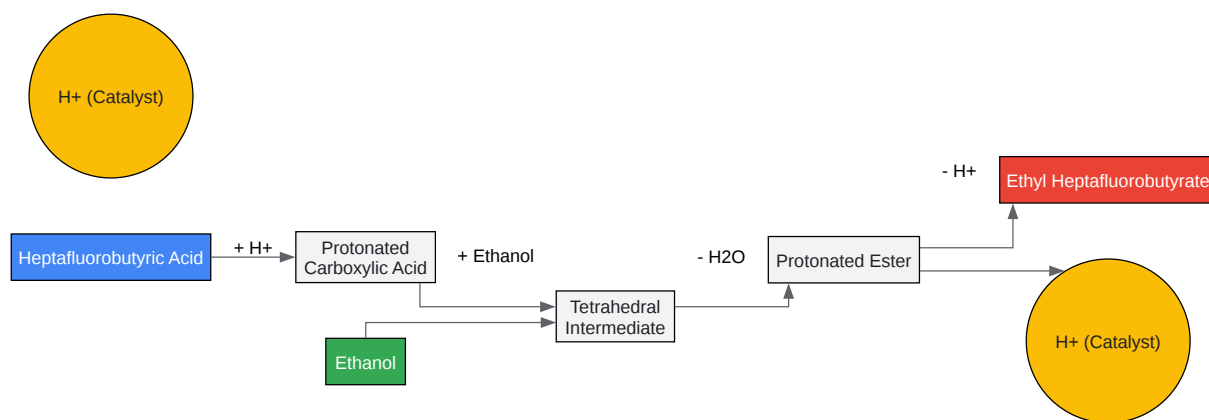 H+ (Catalyst)
- H+
Ethyl Heptafluorobutyrate
Heptafluorobutyric Acid
+ H+
Protonated
Carboxylic Acid
+ Ethanol
- H2O
Protonated Ester
Tetrahedral
Intermediate
Ethanol
H+ (Catalyst)